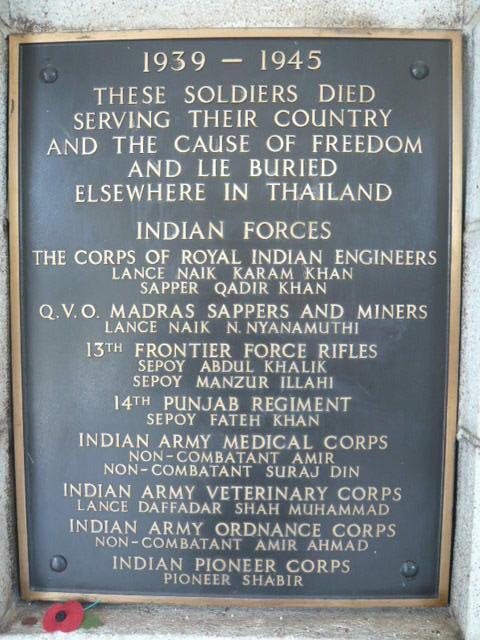 1939 – 1945
THESE SOLDIERS DIED
SERVING THEIR COUNTRY
AND THE CAUSE OF FREEDOM
AND LIE BURIED
ELSEWHERE IN THAILAND
INDIAN FORCES
THE CORPS OF ROYAL INDIAN ENGINEERS
LANCE NAIK KARAM KHAN
SAPPER QADIR KHAN
Q.V.O. MADRAS SAPPERS AND MINERS
LANCE NAIK N. NYANAMUTHI
13TH FRONTIER FORCE RIFLES
SEPOY ABDUL KHALIK
SEPOY MANZUR ILLAHI
14TH PUNJAB REGIMENT
SEPOY FATEH KHAN
INDIAN ARMY MEDICAL CORPS
NON-COMBATANT AMIR
NON-COMBATANT SURAJ DIN
INDIAN ARMY VETERINARY CORPS
LANCE DAFFADAR SHAH MUHAMMAD
INDIAN ARMY ORDNANCE CORPS
NON-COMBATANT AMIR AHMAD
INDIAN PIONEER CORPS
PIONEER SHABIR